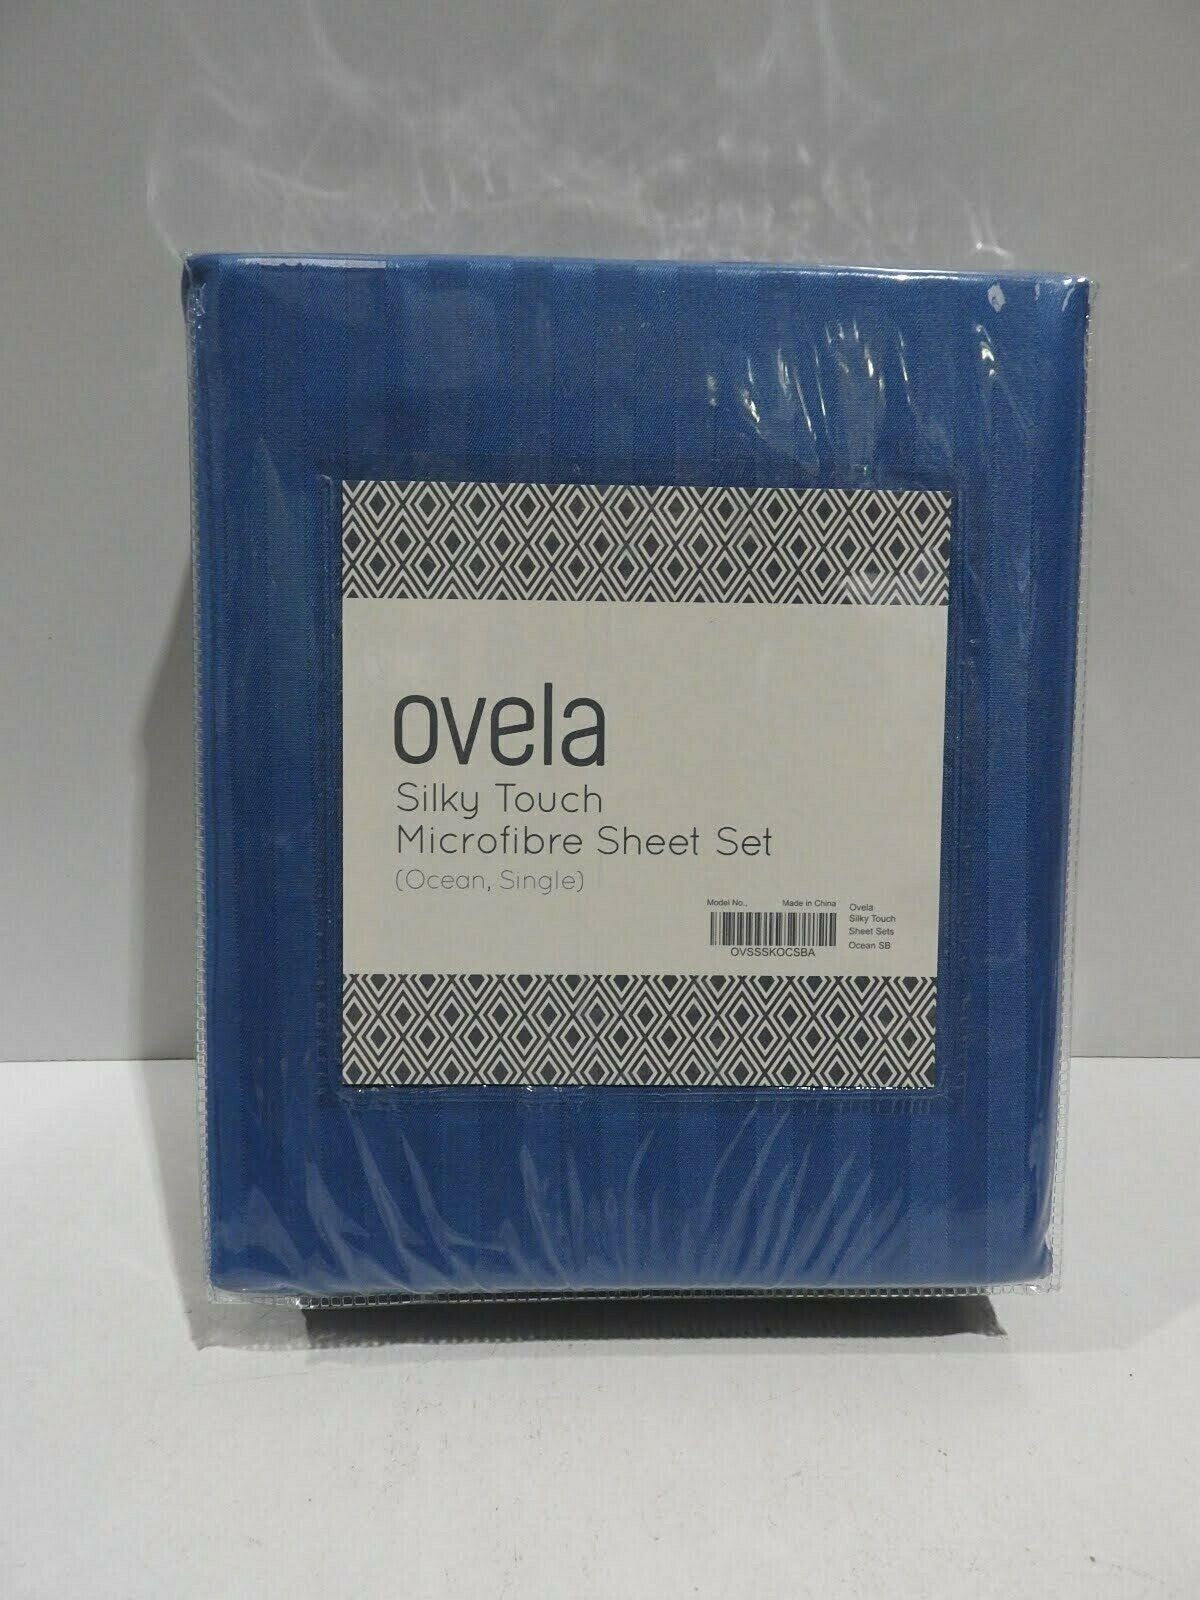 ovela
Silky Touch
Microfibre Sheet Set
(Ocean, Single)
Model No., Made in China
OVSSSKOCSBA
Ovela
Silky Touch
Sheet Sets
Ocean SB